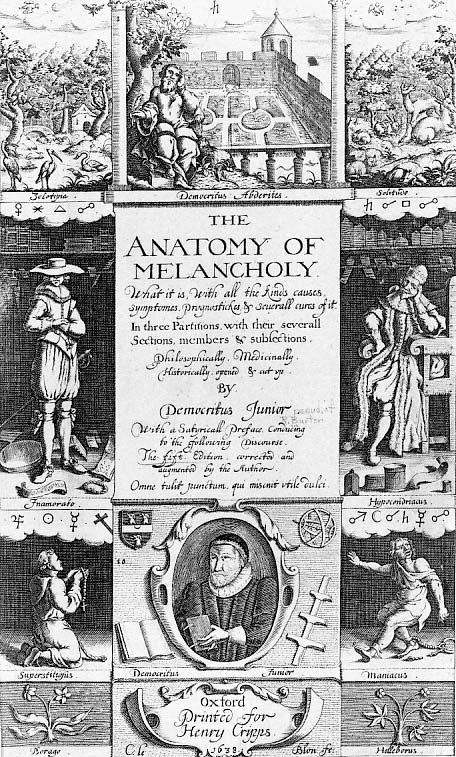 Zelotypia.
Democritus Abderites.
Solitudo.
THE
ANATOMY OF
MELANCHOLY
What it is, With all the kinds causes,
symptomes, prognostickes, & severall cures of it.
In three Partitions, with their severall
Sections, members & subsections.
Philosophically, Medicinally,
Historically, opened & cut up.
BY
Democritus Junior
With a Satyricall Preface, Conducing
to the following Discourse.
The fift Edition, corrected and
augmented by the Author.
Omne tulit punctum, qui miscuit utile dulci.
Inamorato.
Hypocondriacus.
Superstitiosus
Democritus Junior
Maniacus.
Borago.
Oxford
Printed for
Henry Cripps.
1638
Helleborus.
C. le Blon fe: